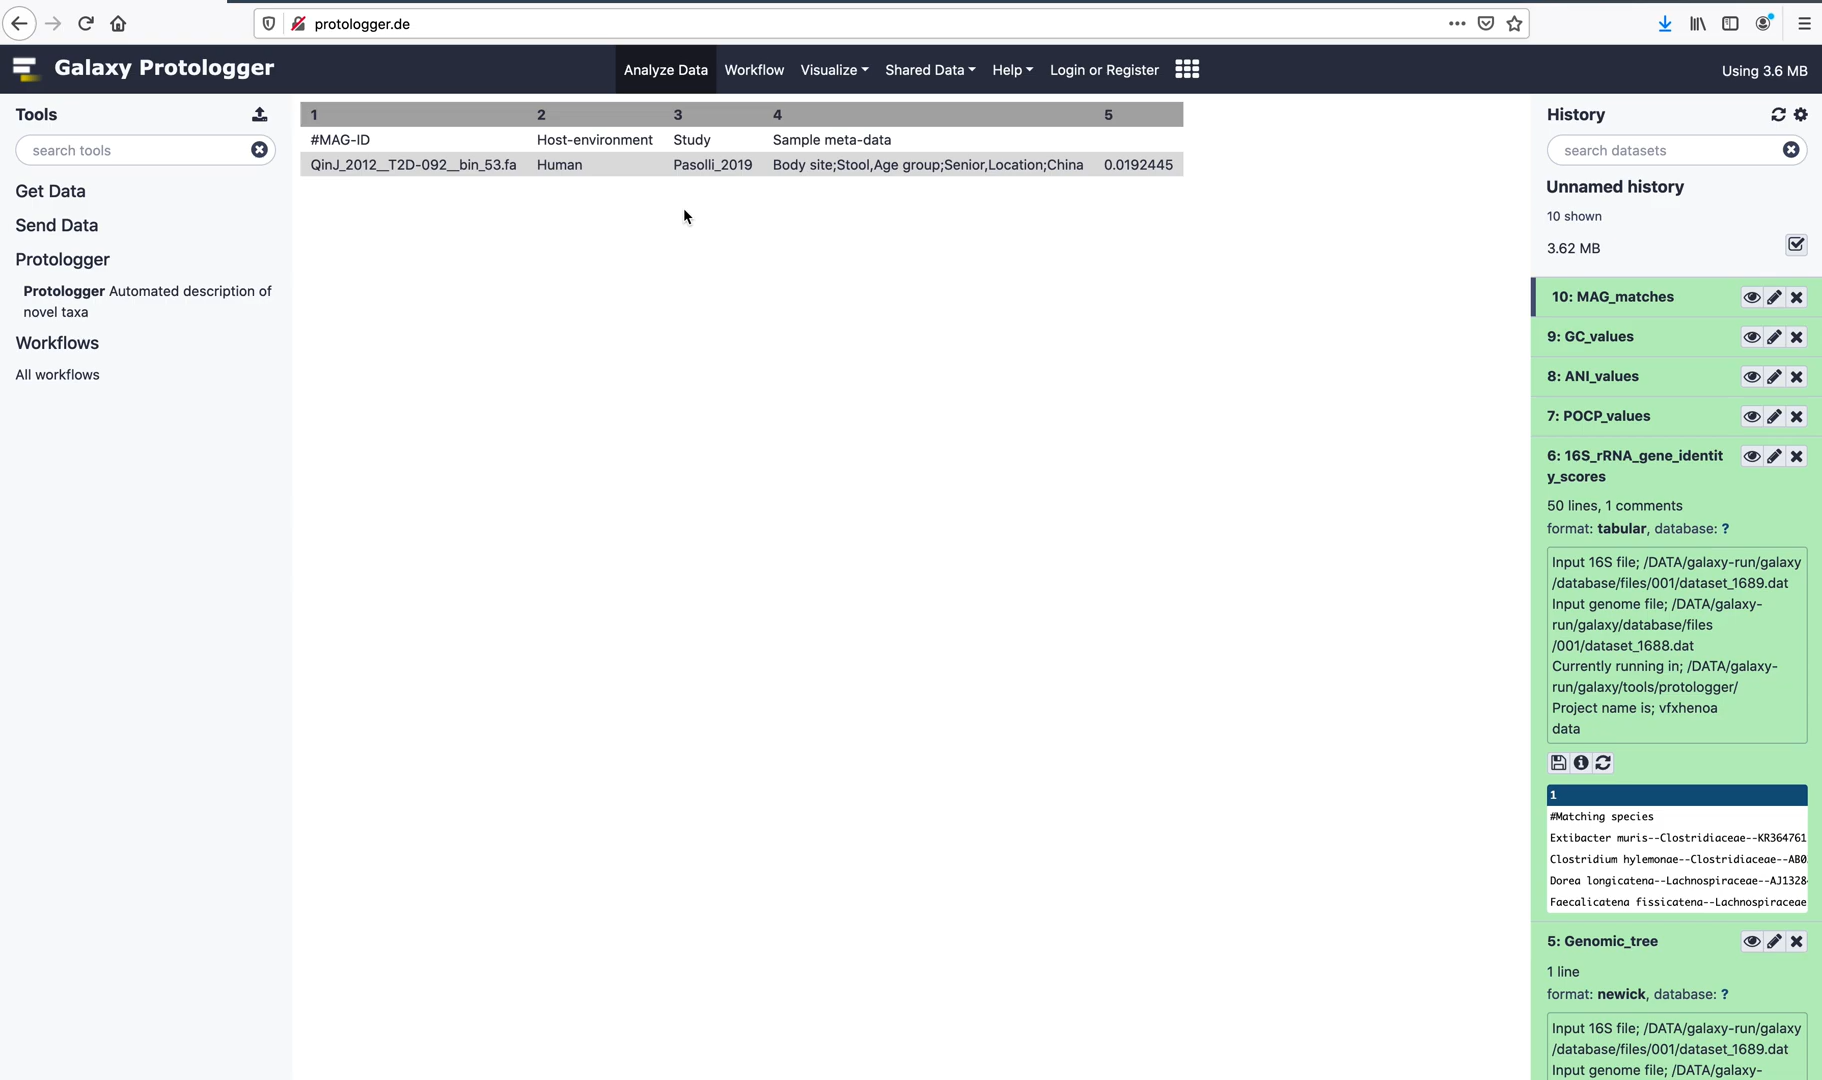 protologger.de
Galaxy Protologger
Analyze Data Workflow Visualize Shared Data Help Login or Register
Using 3.6 MB
Tools
search tools
Get Data
Send Data
Protologger
Protologger Automated description of
novel taxa
Workflows
All workflows
1 2 3 4 5
#MAG-ID Host-environment Study Sample meta-data
QinJ_2012__T2D-092__bin_53.fa Human Pasolli_2019 Body site;Stool,Age group;Senior,Location;China 0.0192445
History
search datasets
Unnamed history
10 shown
3.62 MB
10: MAG_matches
9: GC_values
8: ANI_values
7: POCP_values
6: 16S_rRNA_gene_identit
y_scores
50 lines, 1 comments
format: tabular, database: ?
Input 16S file; /DATA/galaxy-run/galaxy
/database/files/001/dataset_1689.dat
Input genome file; /DATA/galaxy-
run/galaxy/database/files
/001/dataset_1688.dat
Currently running in; /DATA/galaxy-
run/galaxy/tools/protologger/
Project name is; vfxhenoa
data
1
#Matching species
Extibacter muris--Clostridiaceae--KR364761
Clostridium hylemonae--Clostridiaceae--AB0
Dorea longicatena--Lachnospiraceae--AJ1328
Faecalicatena fissicatena--Lachnospiraceae
5: Genomic_tree
1 line
format: newick, database: ?
Input 16S file; /DATA/galaxy-run/galaxy
/database/files/001/dataset_1689.dat
Input genome file; /DATA/galaxy-